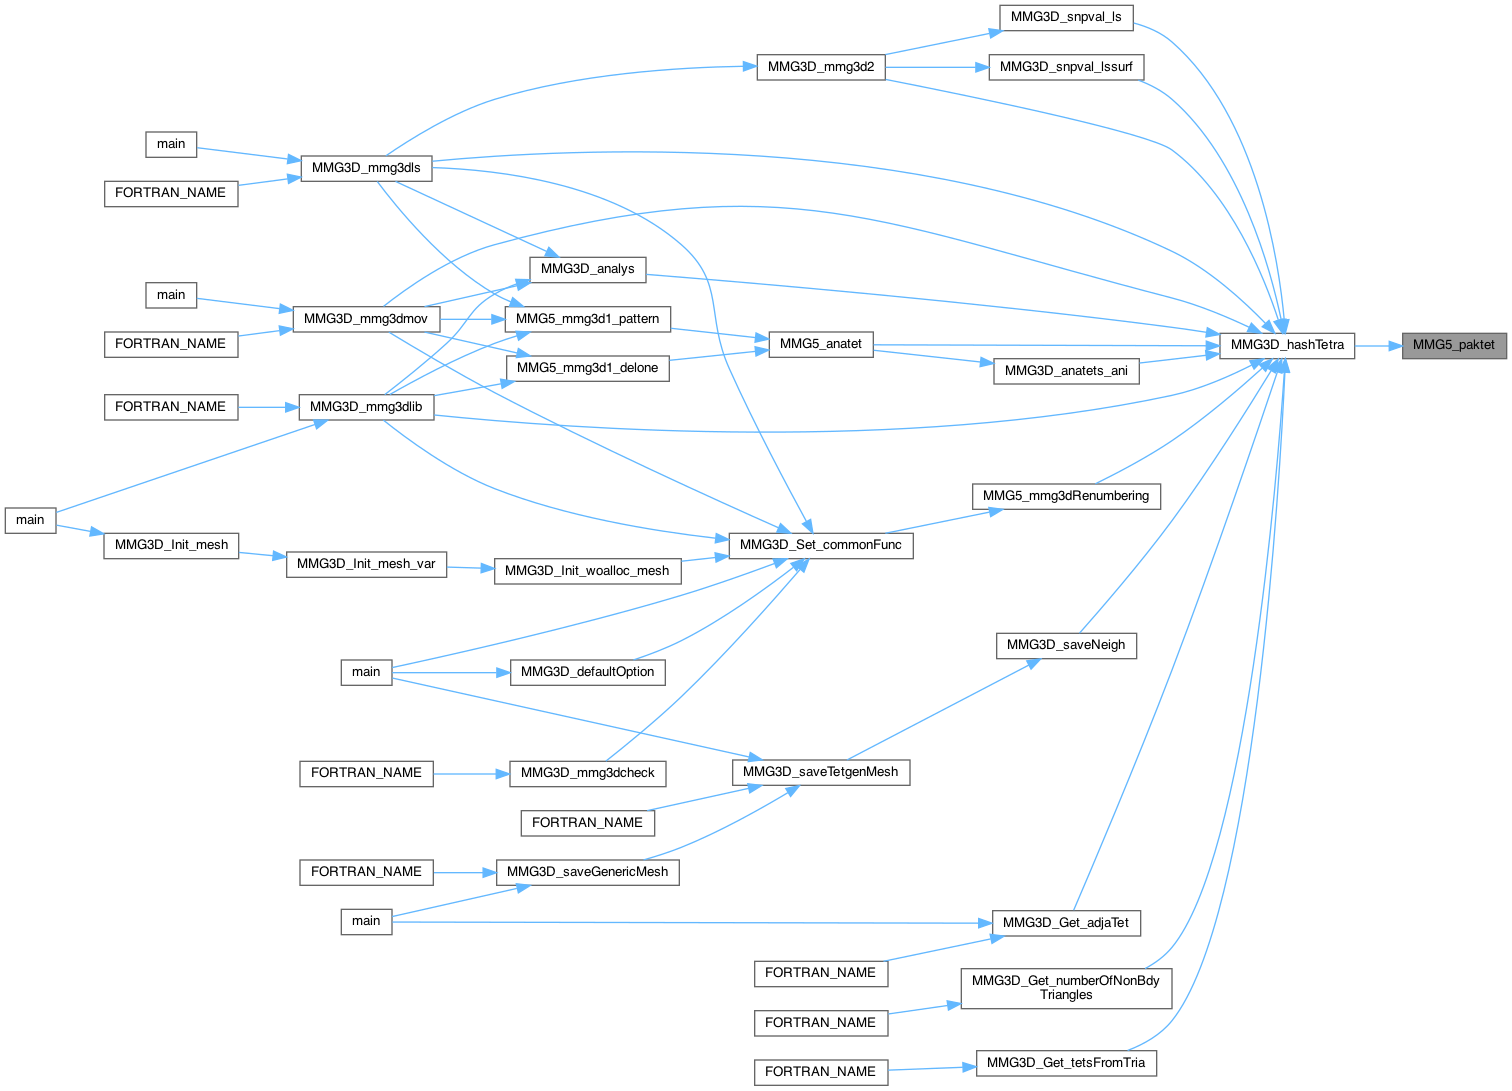 MMG3D_snpval_ls
MMG3D_mmg3d2
MMG3D_snpval_lssurf
main
MMG3D_mmg3dls
FORTRAN_NAME
MMG3D_analys
main
MMG3D_mmg3dmov
MMG5_mmg3d1_pattern
FORTRAN_NAME
MMG5_anatet
MMG3D_hashTetra
MMG5_paktet
MMG5_mmg3d1_delone
MMG3D_anatets_ani
FORTRAN_NAME
MMG3D_mmg3dlib
MMG5_mmg3dRenumbering
main
MMG3D_Init_mesh
MMG3D_Set_commonFunc
MMG3D_Init_mesh_var
MMG3D_Init_woalloc_mesh
MMG3D_saveNeigh
main
MMG3D_defaultOption
FORTRAN_NAME
MMG3D_mmg3dcheck
MMG3D_saveTetgenMesh
FORTRAN_NAME
FORTRAN_NAME
MMG3D_saveGenericMesh
main
MMG3D_Get_adjaTet
FORTRAN_NAME
MMG3D_Get_numberOfNonBdy
Triangles
FORTRAN_NAME
MMG3D_Get_tetsFromTria
FORTRAN_NAME